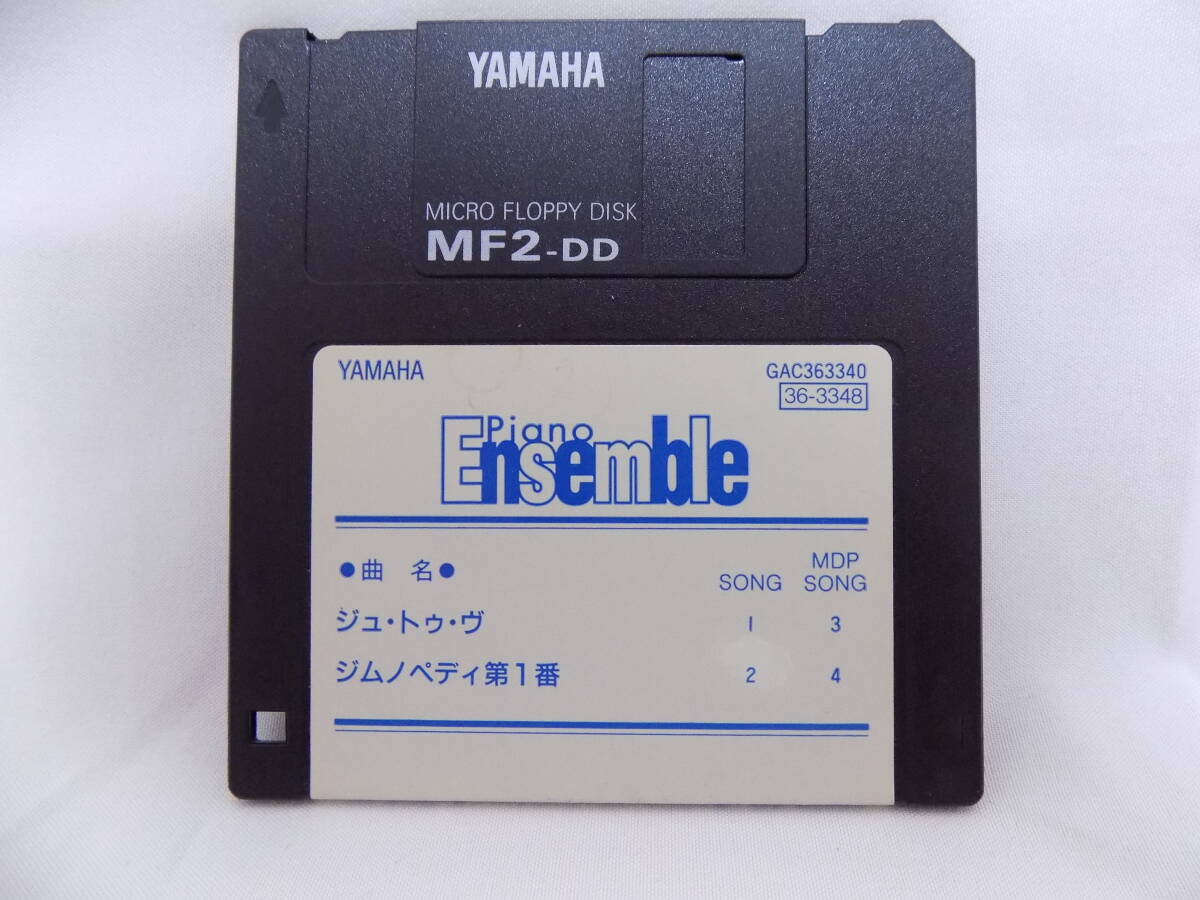 YAMAHA
MICRO FLOPPY DISK
MF2-DD
YAMAHA
GAC363340
36-3348
Piano
Ensemble
●曲 名●
SONG
MDP
SONG
ジュ・トゥ・ヴ 1 3
ジムノペディ第1番 2 4